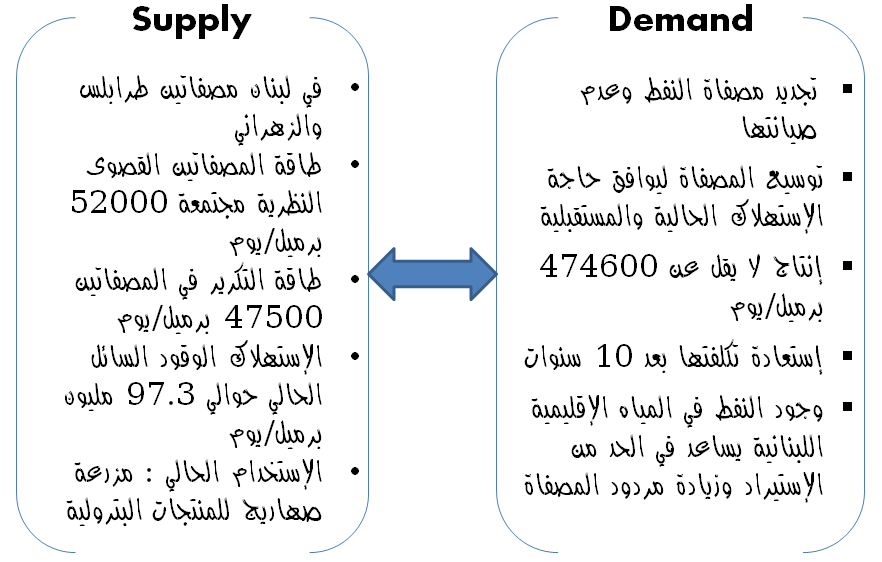 Supply
في لبنان مصفاتين طرابلس
والزهراني
طاقة المصفاتين القصوى
النظرية مجتمعة 52000
برميل/يوم
طاقة التكرير في المصفاتين
47500 برميل/يوم
الإستهلاك الوقود السائل
الحالي حوالي 97.3 مليون
برميل/يوم
الإستخدام الحالي : مزرعة
صهاريج للمنتجات البترولية
Demand
تجديد مصفاة النفط وعدم
صيانتها
توسيع المصفاة ليوافق حاجة
الإستهلاك الحالية والمستقبلية
إنتاج لا يقل عن 474600
برميل/يوم
إستعادة تكلفتها بعد 10 سنوات
وجود النفط في المياه الإقليمية
اللبنانية يساعد في الحد من
الإستيراد وزيادة مردود المصفاة